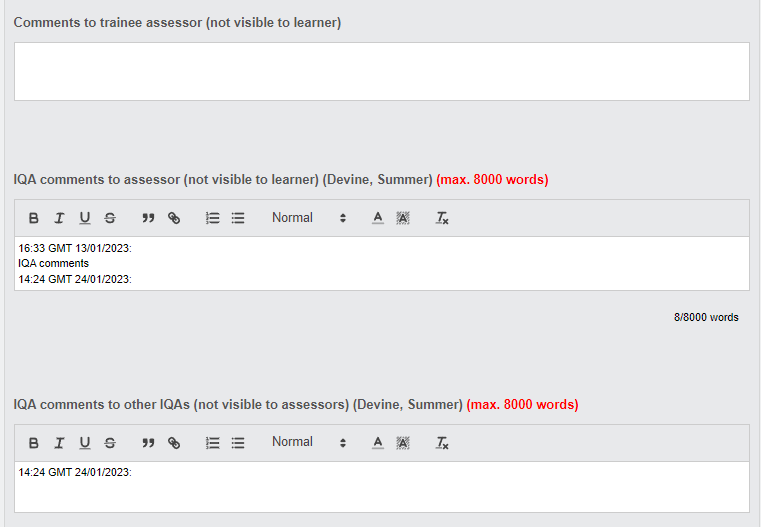 Comments to trainee assessor (not visible to learner)
IQA comments to assessor (not visible to learner) (Devine, Summer) (max. 8000 words)
B I U S Normal A A Tx
16:33 GMT 13/01/2023:
IQA comments
14:24 GMT 24/01/2023:
8/8000 words
IQA comments to other IQAs (not visible to assessors) (Devine, Summer) (max. 8000 words)
B I U S Normal A A Tx
14:24 GMT 24/01/2023: